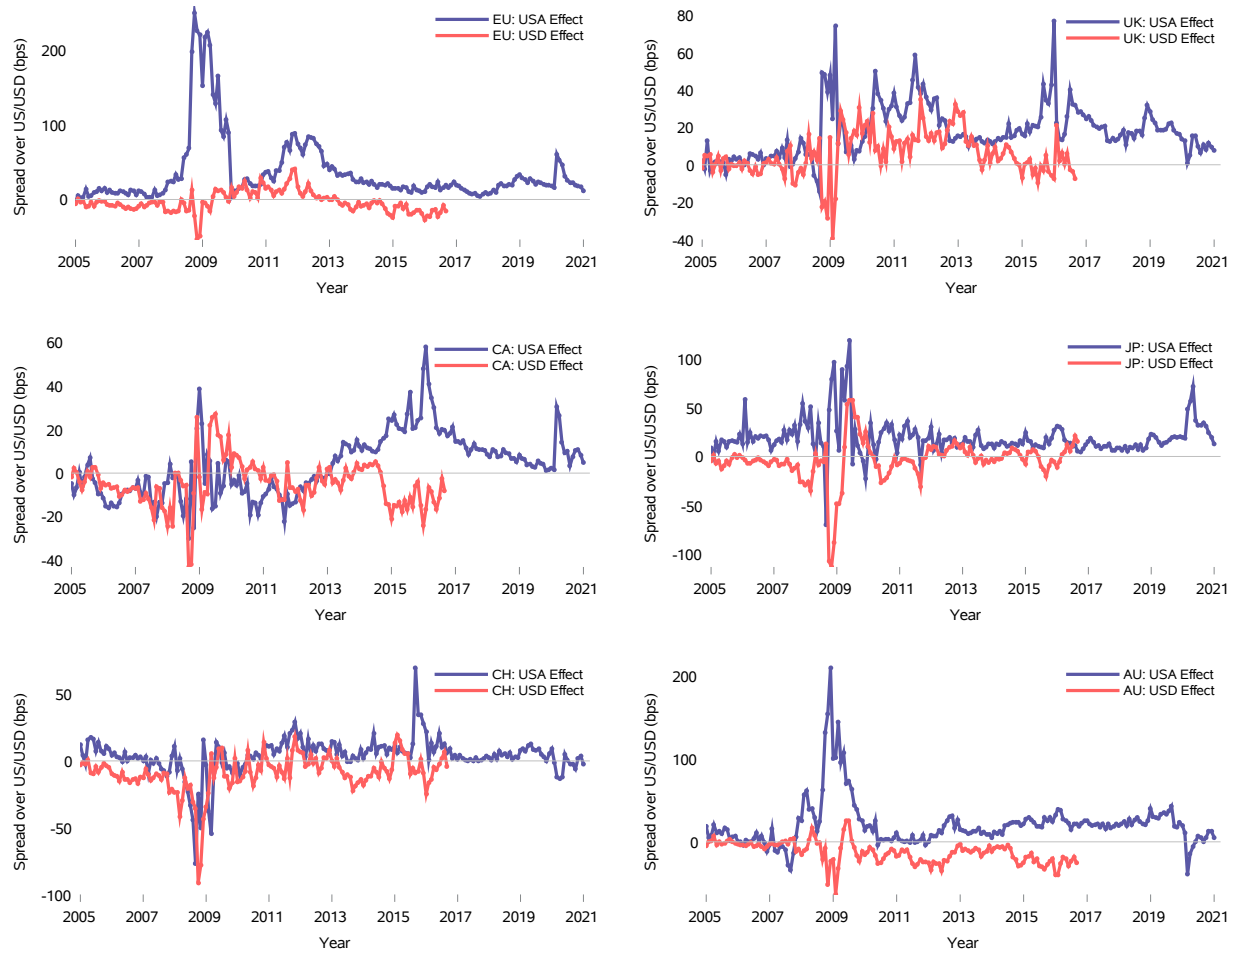 EU: USA Effect
EU: USD Effect
Spread over US/USD (bps)
200
100
0
2005 2007 2009 2011 2013 2015 2017 2019 2021
Year
UK: USA Effect
UK: USD Effect
Spread over US/USD (bps)
80
60
40
20
0
-20
-40
2005 2007 2009 2011 2013 2015 2017 2019 2021
Year
CA: USA Effect
CA: USD Effect
Spread over US/USD (bps)
60
40
20
0
-20
-40
2005 2007 2009 2011 2013 2015 2017 2019 2021
Year
JP: USA Effect
JP: USD Effect
Spread over US/USD (bps)
100
50
0
-50
-100
2005 2007 2009 2011 2013 2015 2017 2019 2021
Year
CH: USA Effect
CH: USD Effect
Spread over US/USD (bps)
50
0
-50
-100
2005 2007 2009 2011 2013 2015 2017 2019 2021
Year
AU: USA Effect
AU: USD Effect
Spread over US/USD (bps)
200
100
0
2005 2007 2009 2011 2013 2015 2017 2019 2021
Year